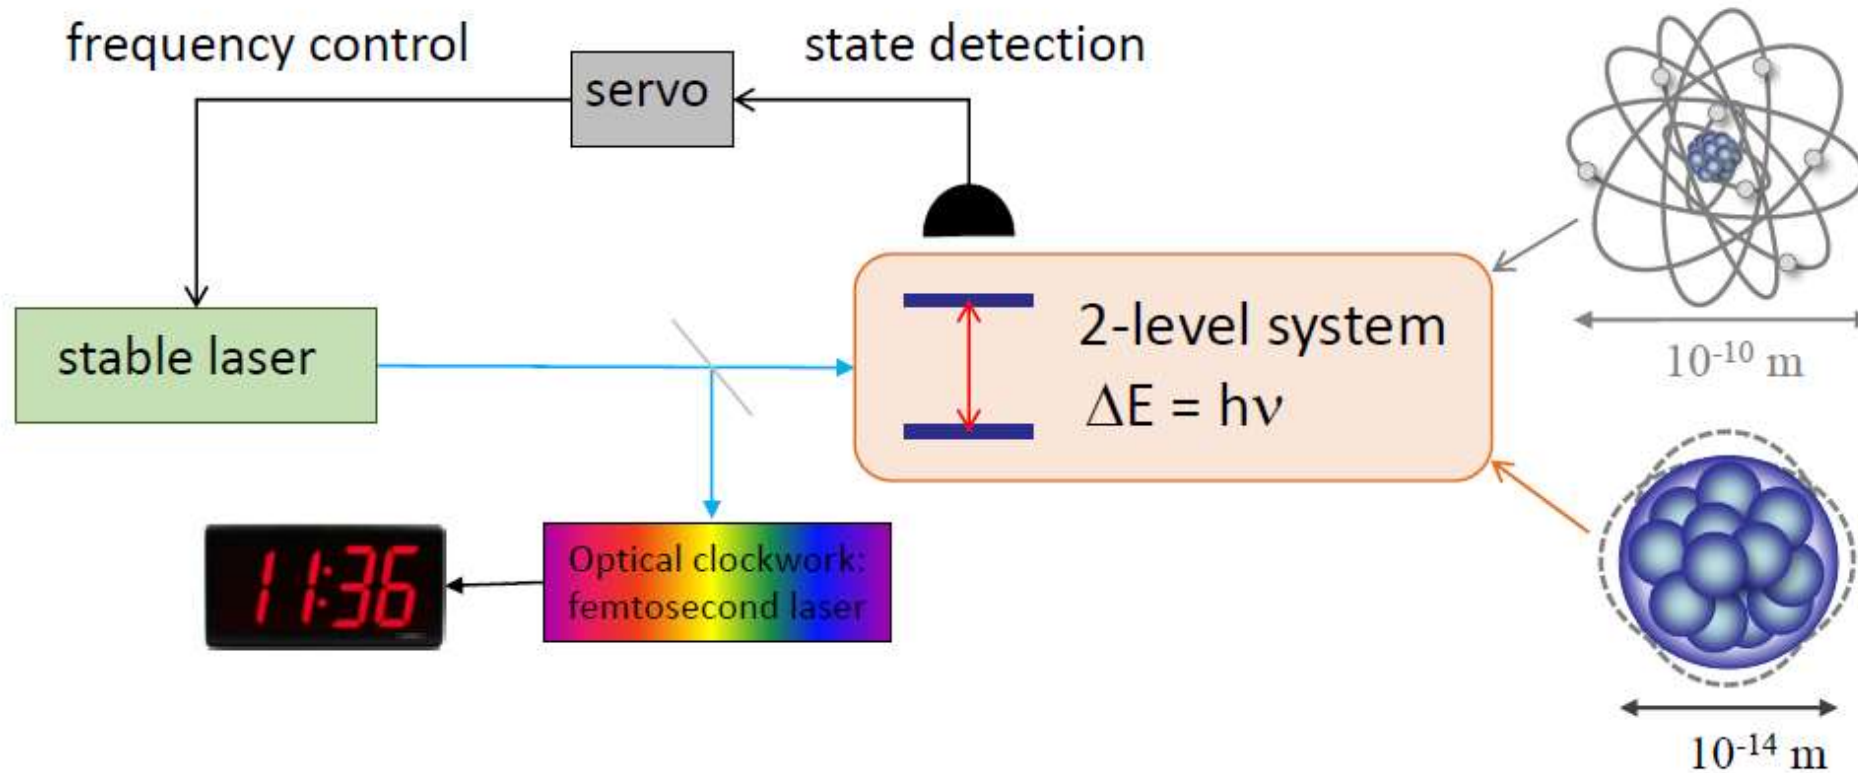 frequency control
state detection
servo
stable laser
2-level system
ΔE = hν
10⁻¹⁰ m
Optical clockwork:
femtosecond laser
11:36
10⁻¹⁴ m